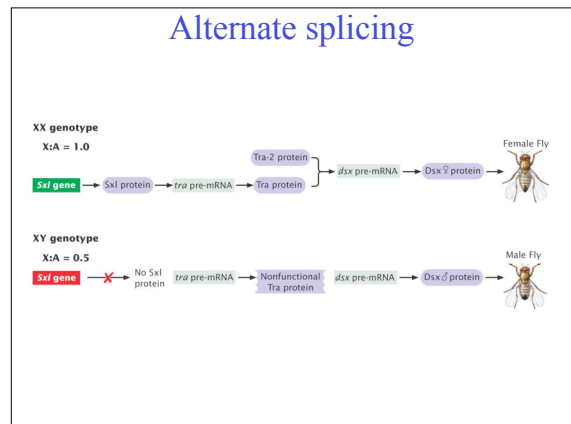 Alternate splicing
XX genotype
X:A = 1.0
Female Fly
Tra-2 protein
Sxl gene
Sxl protein
tra pre-mRNA
Tra protein
dsx pre-mRNA
Dsx ♀ protein
XY genotype
X:A = 0.5
Male Fly
Sxl gene
No Sxl
protein
tra pre-mRNA
Nonfunctional
Tra protein
dsx pre-mRNA
Dsx ♂ protein